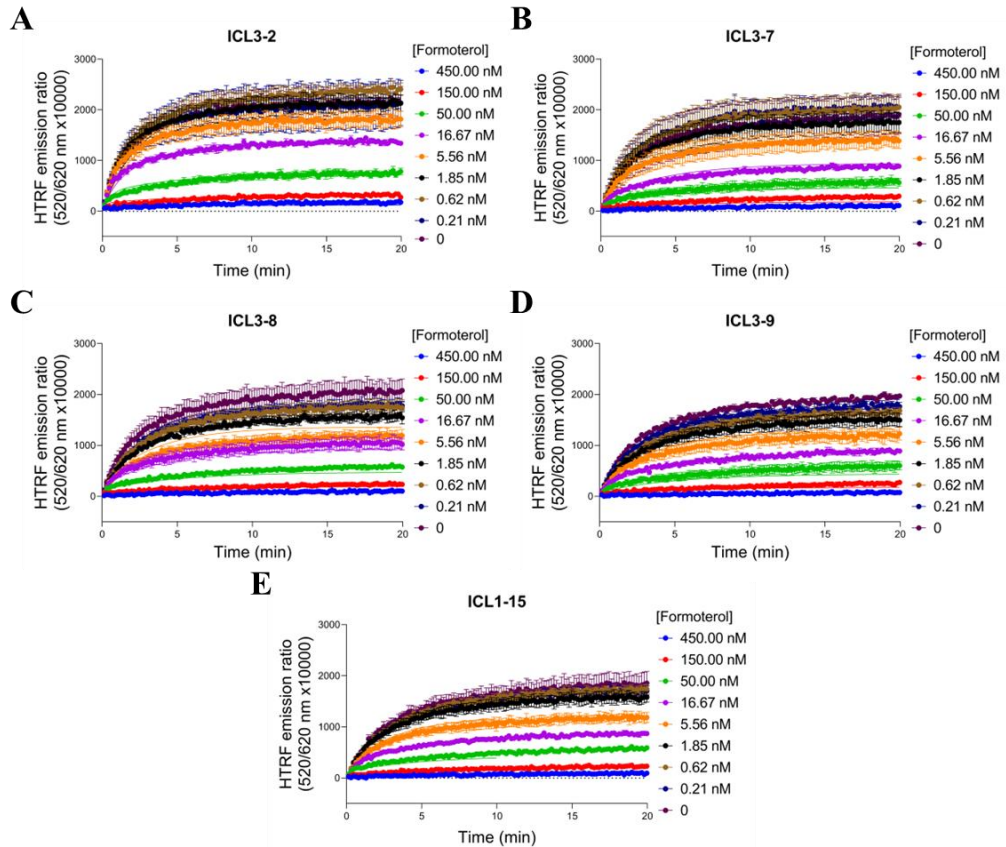 A
ICL3-2
HTRF emission ratio
(520/620 nm x10000)
3000
2000
1000
0
0 5 10 15 20
Time (min)
[Formoterol]
450.00 nM
150.00 nM
50.00 nM
16.67 nM
5.56 nM
1.85 nM
0.62 nM
0.21 nM
0
B
ICL3-7
HTRF emission ratio
(520/620 nm x10000)
3000
2000
1000
0
0 5 10 15 20
Time (min)
[Formoterol]
450.00 nM
150.00 nM
50.00 nM
16.67 nM
5.56 nM
1.85 nM
0.62 nM
0.21 nM
0
C
ICL3-8
HTRF emission ratio
(520/620 nm x10000)
3000
2000
1000
0
0 5 10 15 20
Time (min)
[Formoterol]
450.00 nM
150.00 nM
50.00 nM
16.67 nM
5.56 nM
1.85 nM
0.62 nM
0.21 nM
0
D
ICL3-9
HTRF emission ratio
(520/620 nm x10000)
3000
2000
1000
0
0 5 10 15 20
Time (min)
[Formoterol]
450.00 nM
150.00 nM
50.00 nM
16.67 nM
5.56 nM
1.85 nM
0.62 nM
0.21 nM
0
E
ICL1-15
HTRF emission ratio
(520/620 nm x10000)
3000
2000
1000
0
0 5 10 15 20
Time (min)
[Formoterol]
450.00 nM
150.00 nM
50.00 nM
16.67 nM
5.56 nM
1.85 nM
0.62 nM
0.21 nM
0